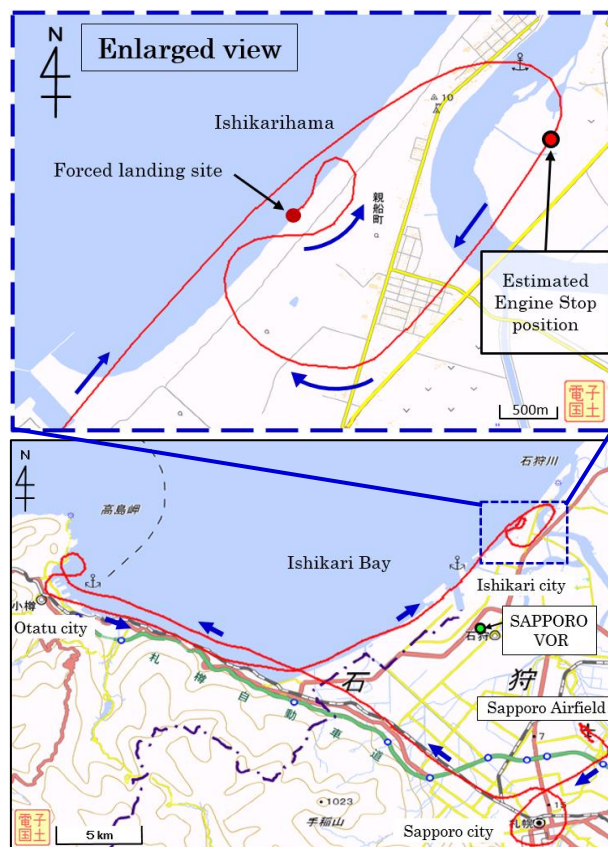 N
Enlarged view
10
Ishikarihama
Forced landing site
親船町
Estimated
Engine Stop
position
500m
電子
国土
N
石狩川
高島岬
Ishikari Bay
Ishikari city
小樽
石狩
SAPPORO
VOR
Otatu city
石
狩
札樽自動車道
Sapporo Airfield
7
1023
手稲山
15
札幌
電子
国土
5 km
Sapporo city